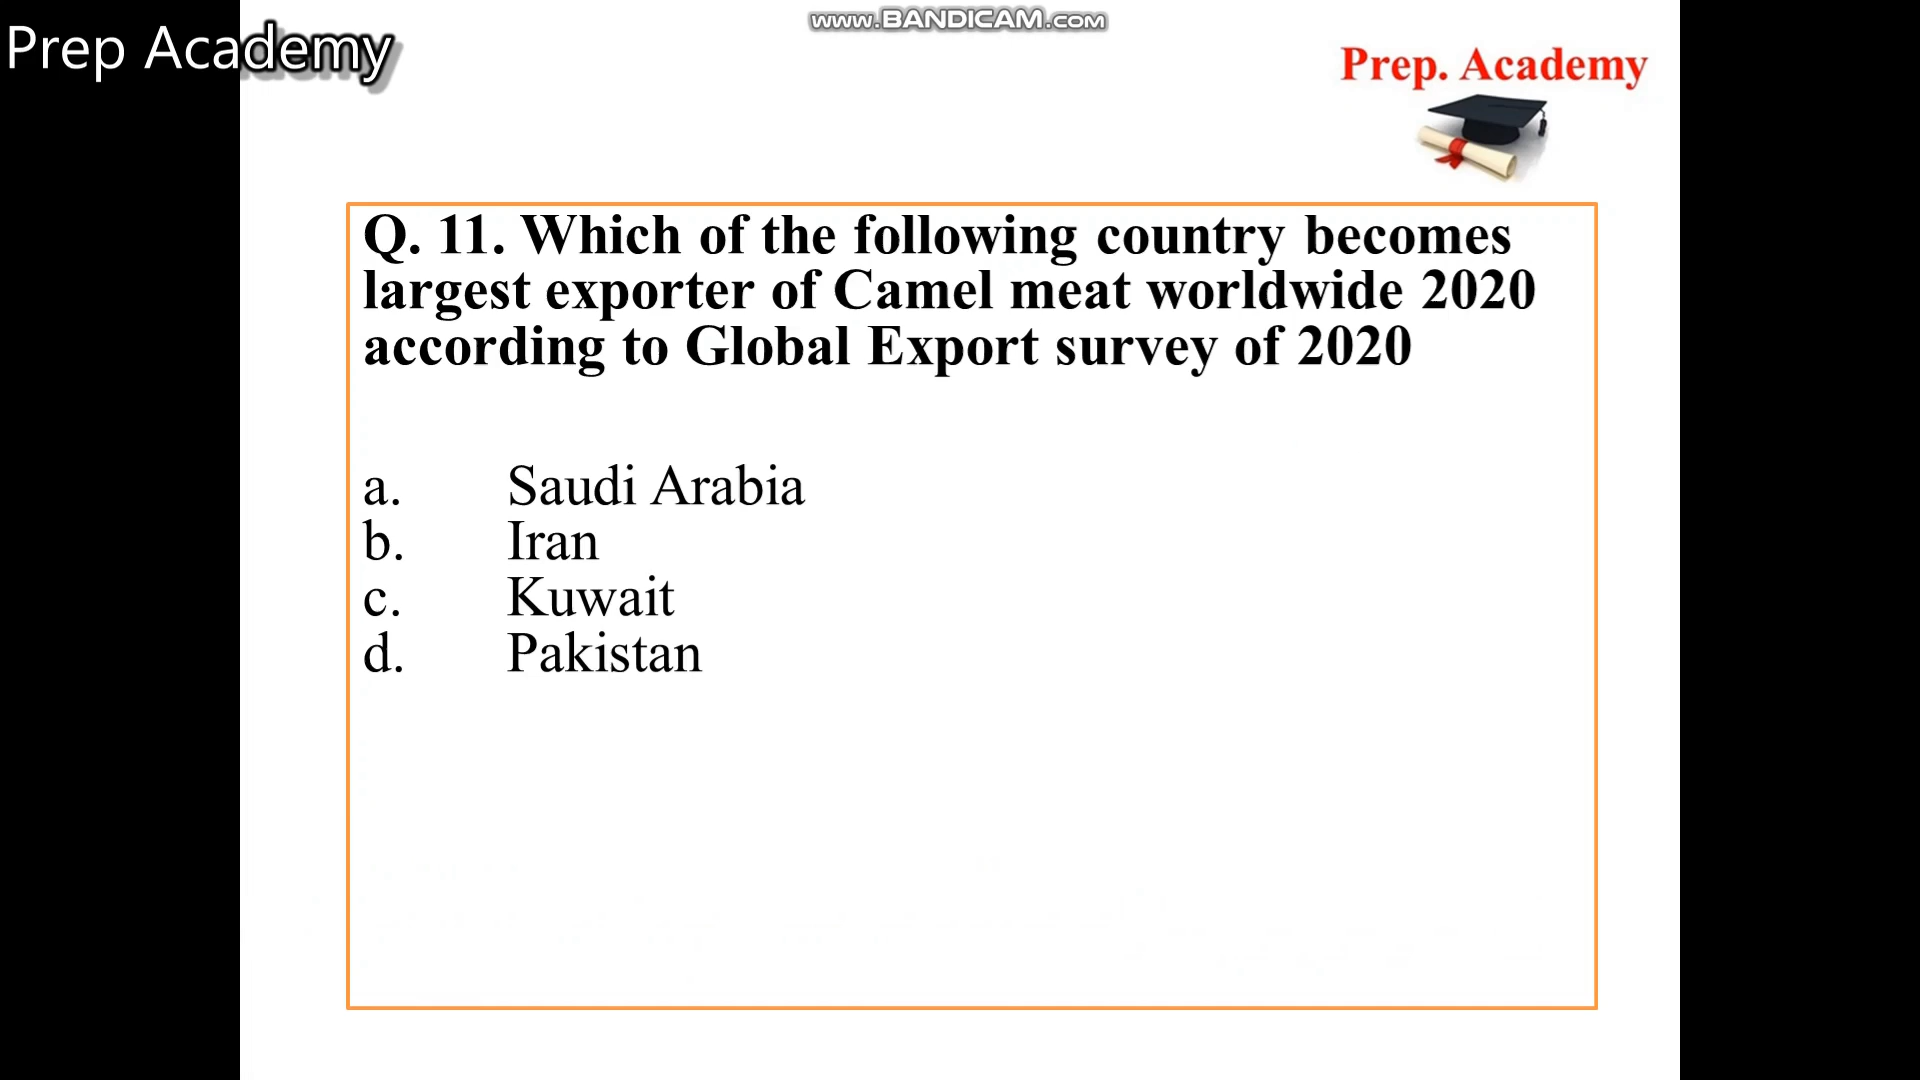 www.BANDICAM.com
Prep Academy
Prep. Academy
Q. 11. Which of the following country becomes
largest exporter of Camel meat worldwide 2020
according to Global Export survey of 2020
a. Saudi Arabia
b. Iran
c. Kuwait
d. Pakistan